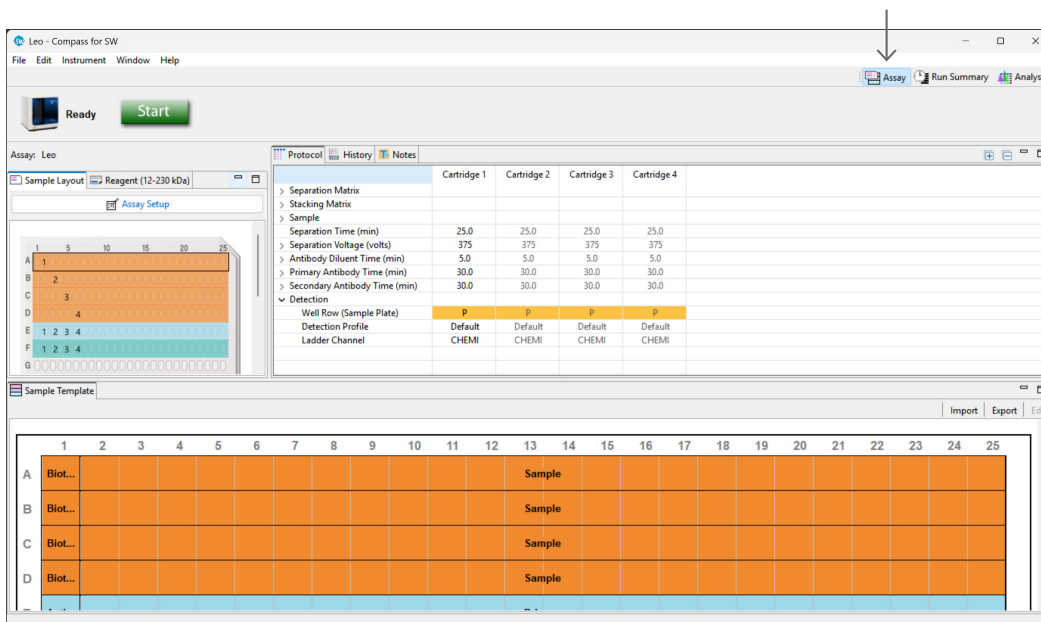 SW Leo - Compass for SW
File Edit Instrument Window Help
Assay Run Summary Analys
Ready Start
Assay: Leo
Protocol History Notes
Sample Layout Reagent (12-230 kDa)
Assay Setup
Cartridge 1 Cartridge 2 Cartridge 3 Cartridge 4
Separation Matrix
Stacking Matrix
Sample
Separation Time (min) 25.0 25.0 25.0 25.0
Separation Voltage (volts) 375 375 375 375
Antibody Diluent Time (min) 5.0 5.0 5.0 5.0
Primary Antibody Time (min) 30.0 30.0 30.0 30.0
Secondary Antibody Time (min) 30.0 30.0 30.0 30.0
Detection
Well Row (Sample Plate) P P P P
Detection Profile Default Default Default Default
Ladder Channel CHEMI CHEMI CHEMI CHEMI
1 5 10 15 20 25
A 1
B 2
C 3
D 4
E 1 2 3 4
F 1 2 3 4
G
Sample Template
Import Export Ed
1 2 3 4 5 6 7 8 9 10 11 12 13 14 15 16 17 18 19 20 21 22 23 24 25
A Biot... Sample
B Biot... Sample
C Biot... Sample
D Biot... Sample